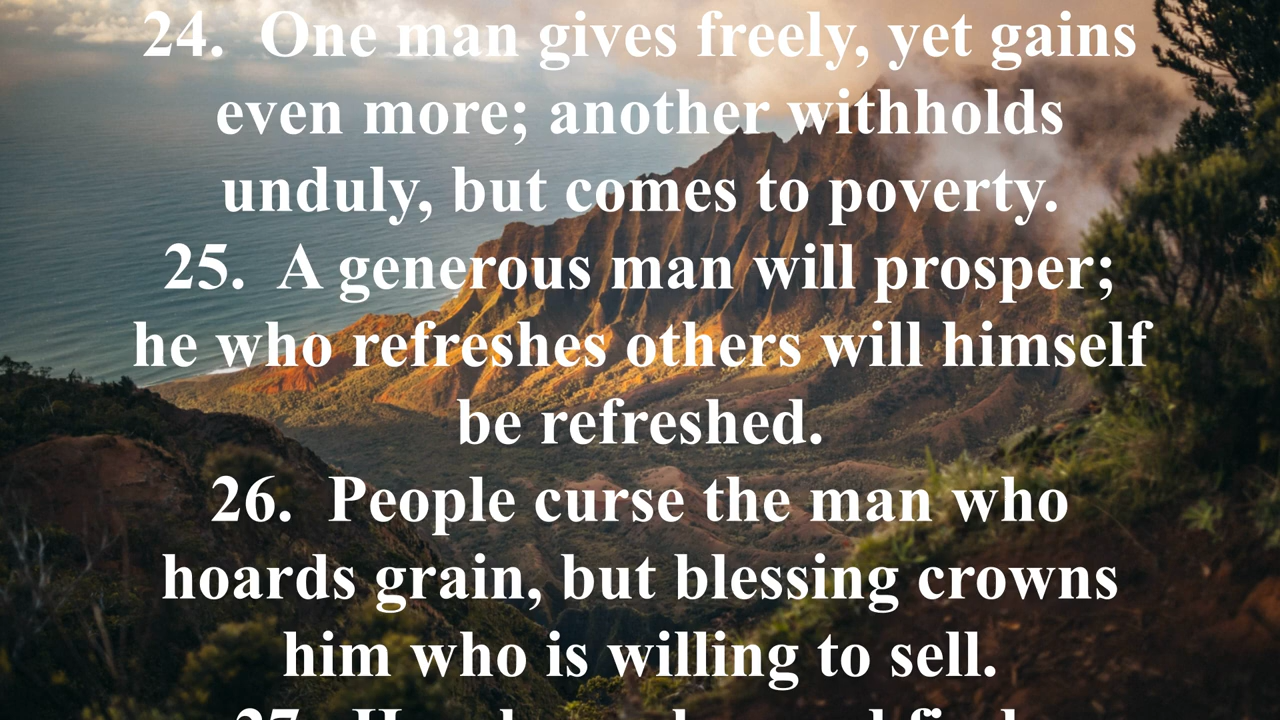 24.  One man gives freely, yet gains
even more; another withholds
unduly, but comes to poverty.
25.  A generous man will prosper;
he who refreshes others will himself
be refreshed.
26.  People curse the man who
hoards grain, but blessing crowns
him who is willing to sell.
27.